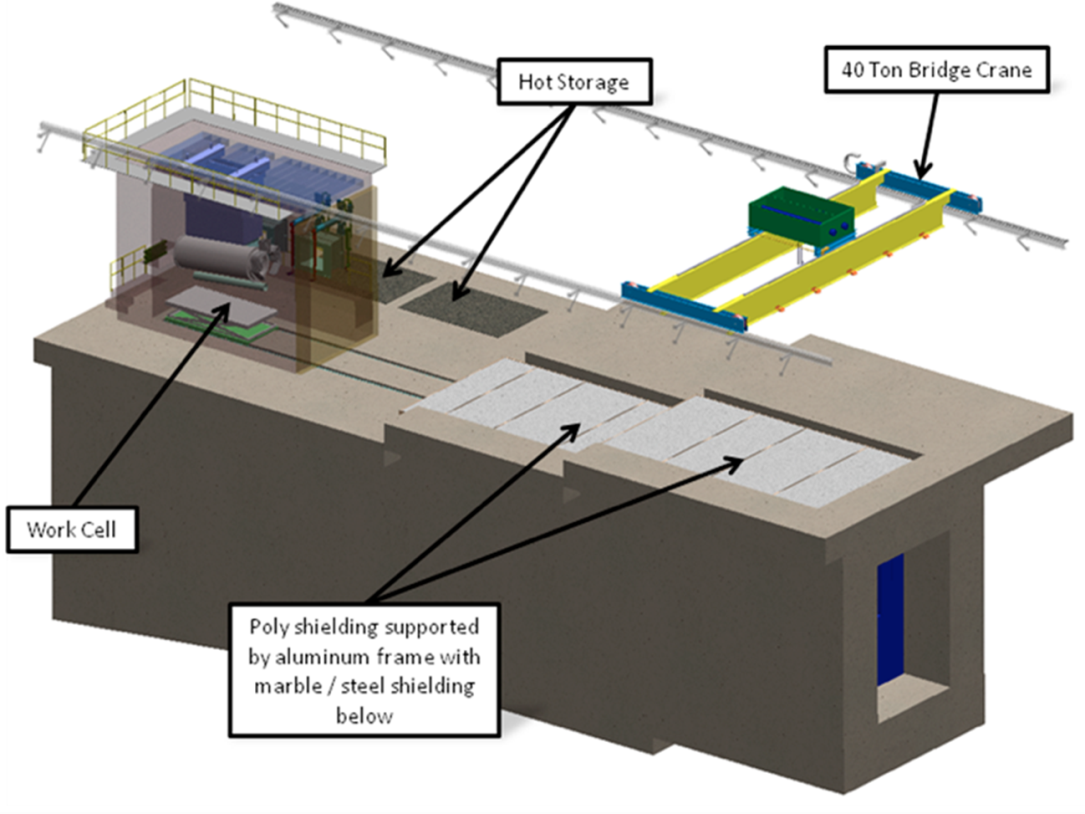 Hot Storage
40 Ton Bridge Crane
Work Cell
Poly shielding supported
by aluminum frame with
marble / steel shielding
below